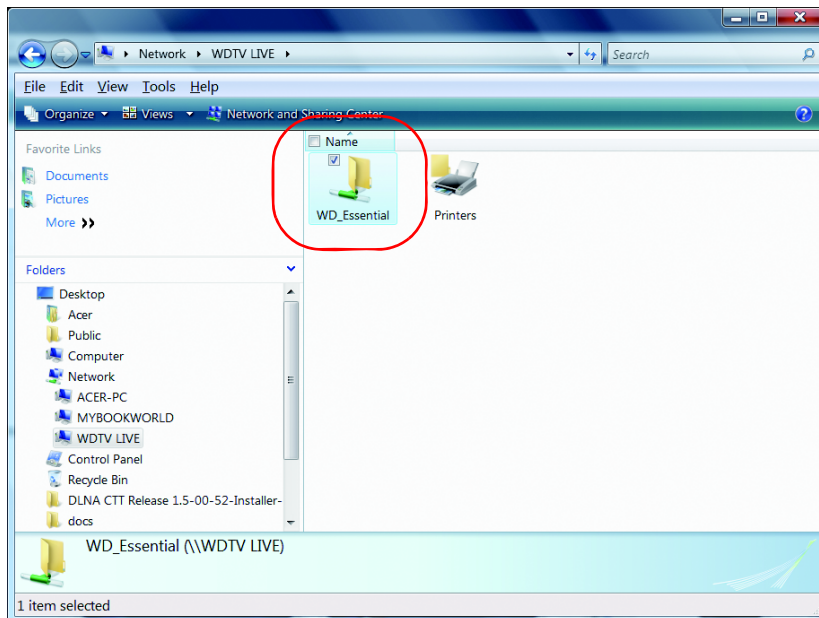 Network WDTV LIVE
Search
File Edit View Tools Help
Organize Views Network and Sharing Center
Favorite Links
Documents
Pictures
More
Folders
Desktop
Acer
Public
Computer
Network
ACER-PC
MYBOOKWORLD
WDTV LIVE
Control Panel
Recycle Bin
DLNA CTT Release 1.5-00-52-Installer-
docs
Name
WD_Essential
Printers
WD_Essential (\\WDTV LIVE)
1 item selected